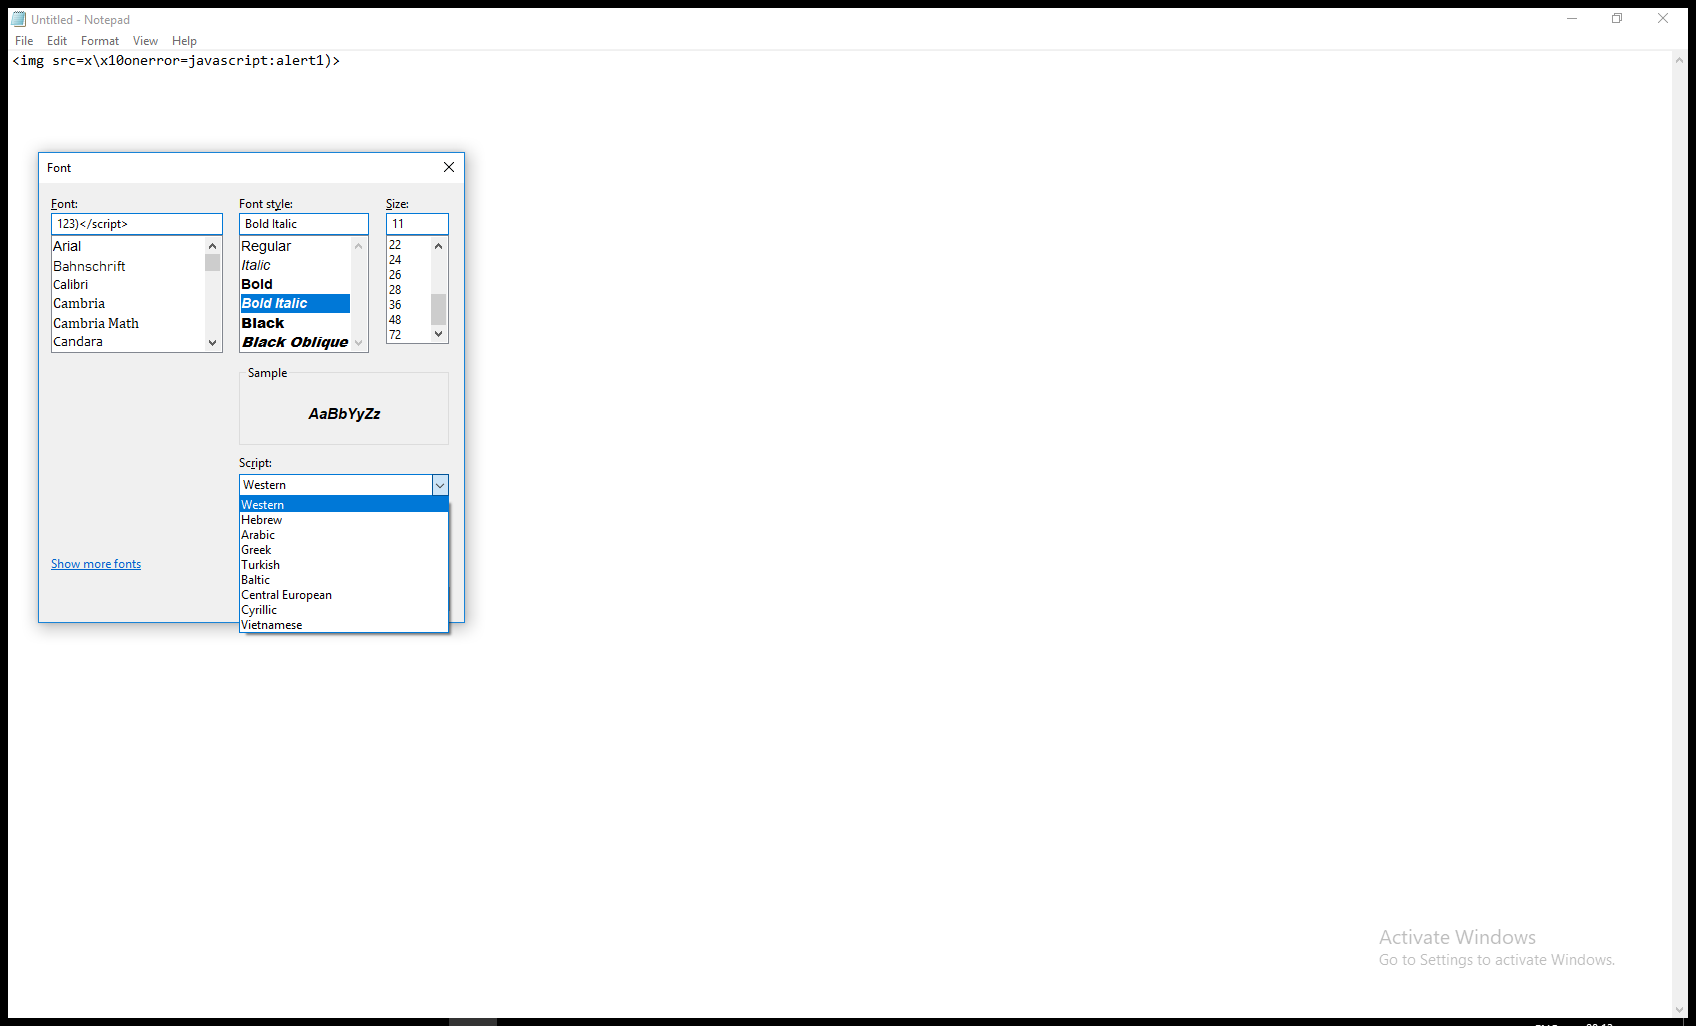 Untitled - Notepad
File Edit Format View Help
<img src=x\x10onerror=javascript:alert1)>
Font
Font: Font style: Size:
123)</script> Bold Italic 11
Arial
Bahnschrift
Calibri
Cambria
Cambria Math
Candara
Regular
Italic
Bold
Bold Italic
Black
Black Oblique
22
24
26
28
36
48
72
Sample
AaBbYyZz
Script:
Western
Western
Hebrew
Arabic
Greek
Turkish
Baltic
Central European
Cyrillic
Vietnamese
Show more fonts
Activate Windows
Go to Settings to activate Windows.